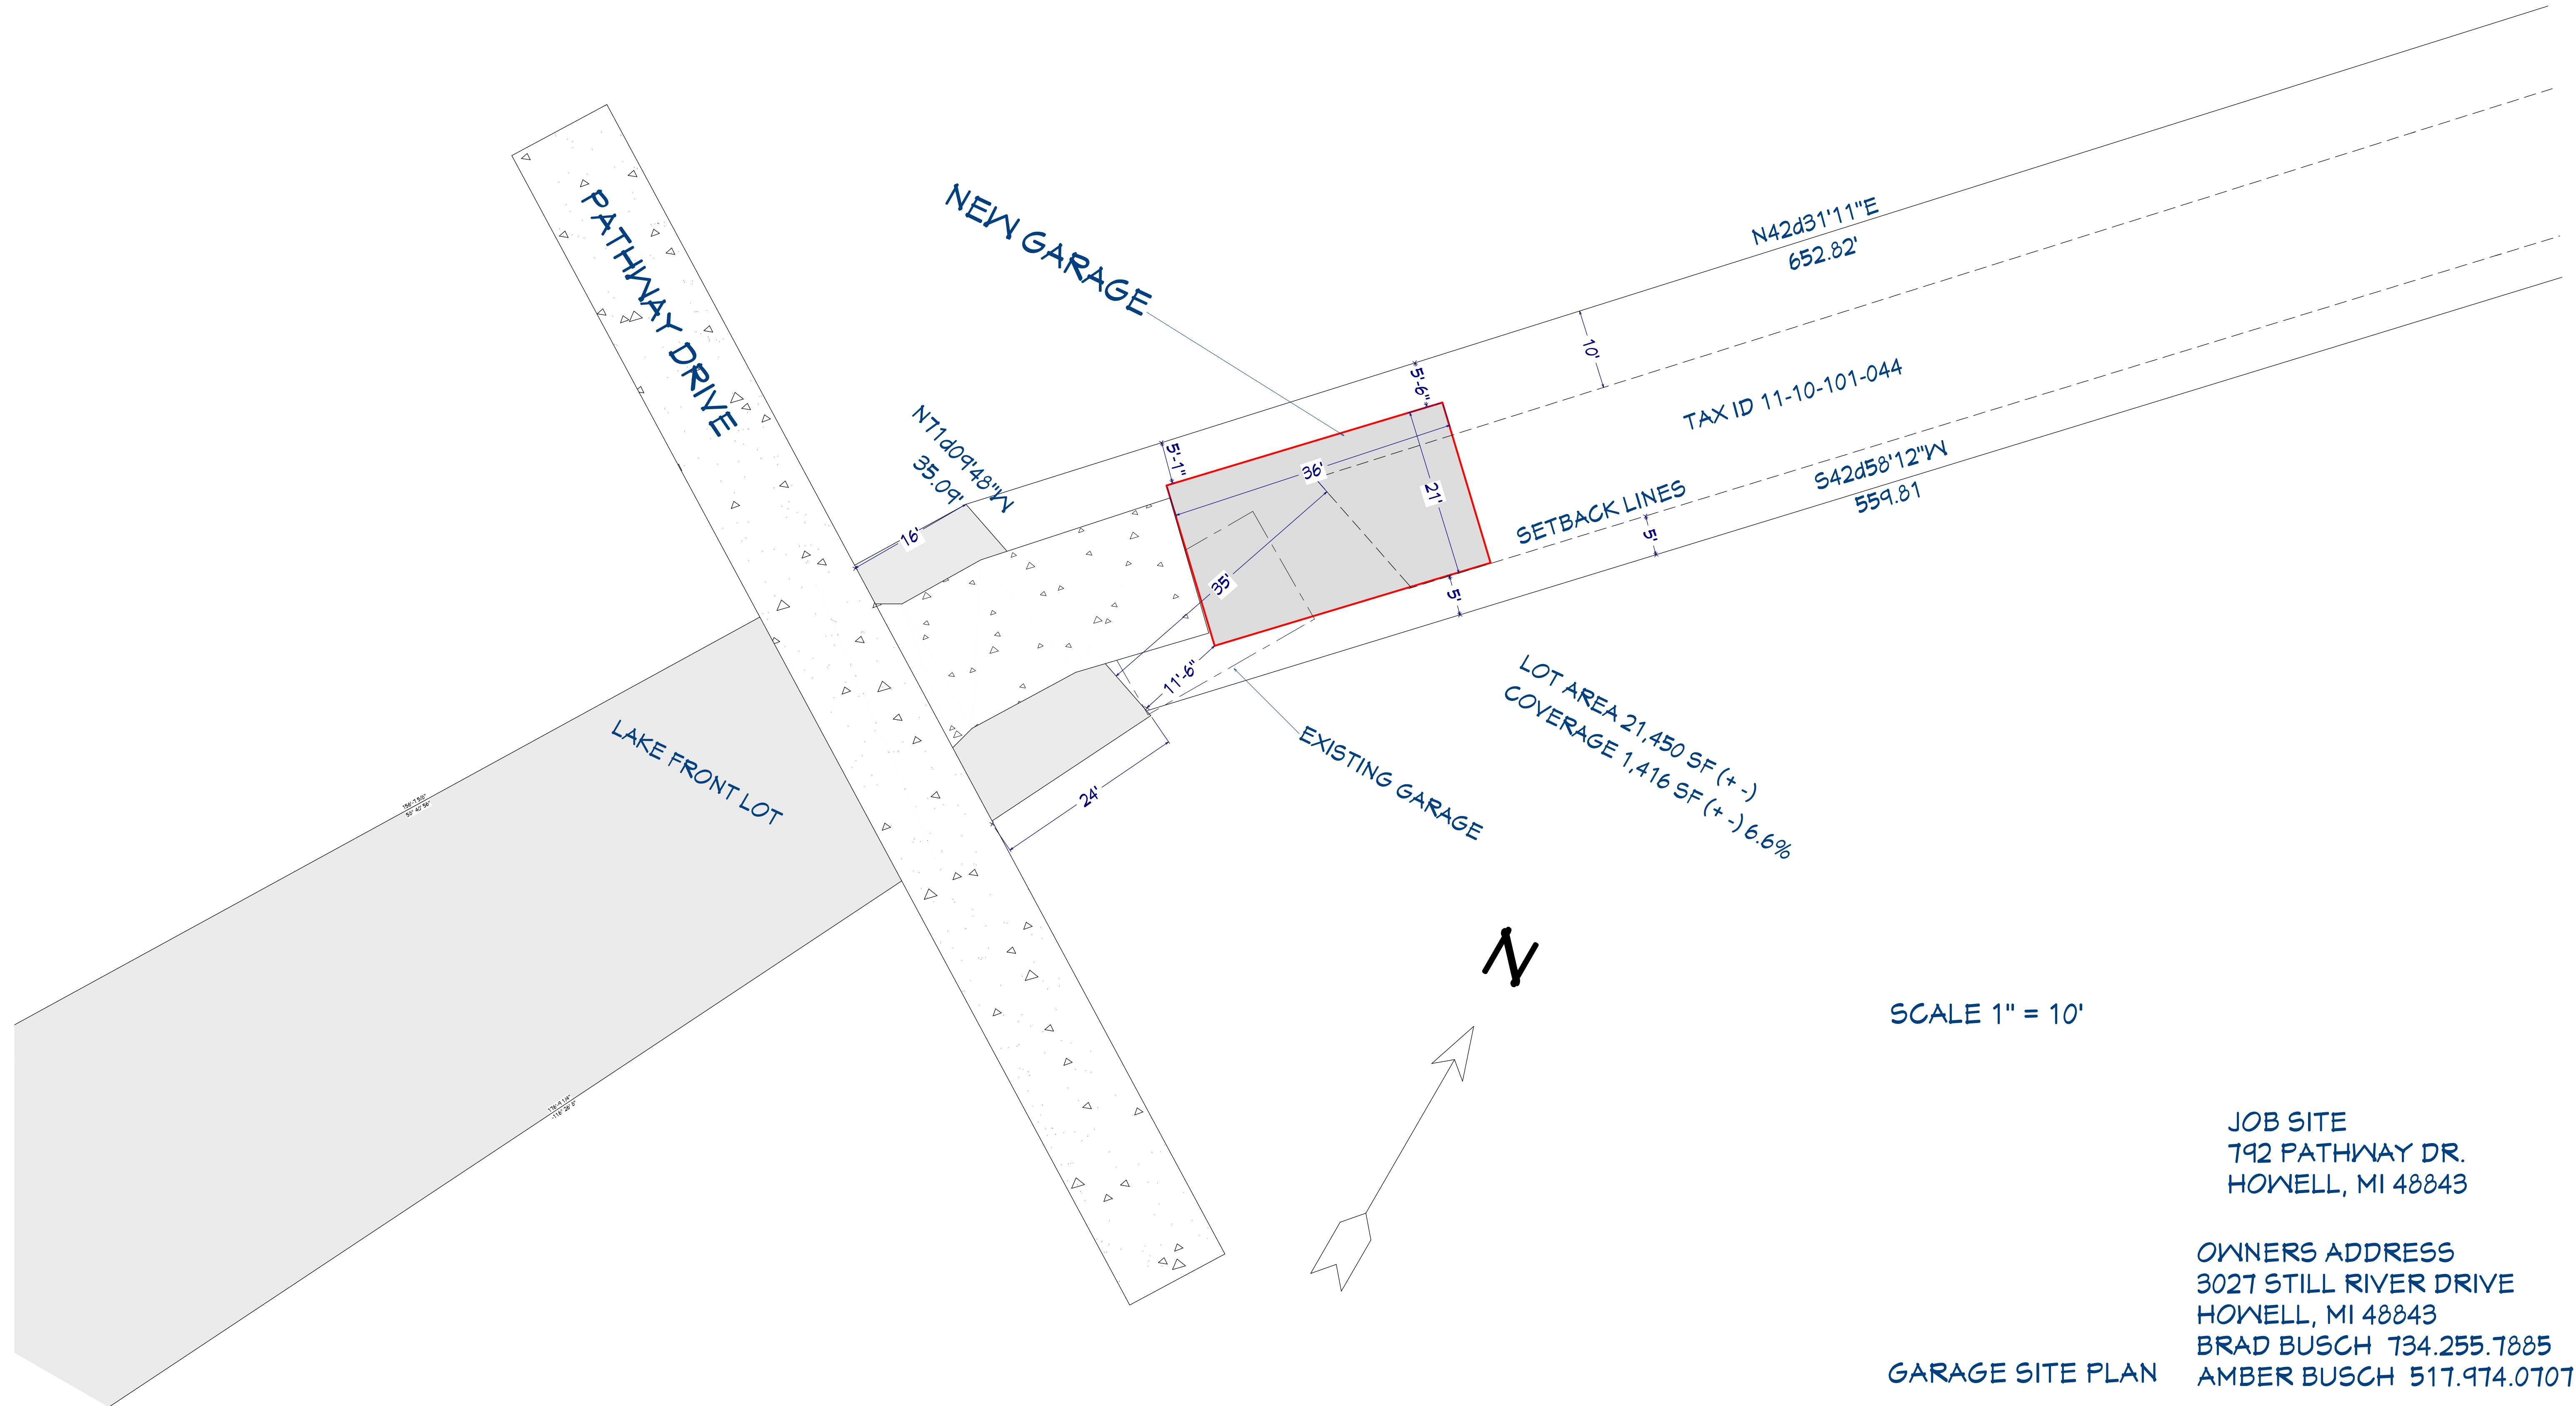 PATHWAY DRIVE
NEW GARAGE
N42d31'11"E
652.82'
10'
5'-6"
5'-1"
N71d09'48"W
35.09'
16'
36'
21'
35'
TAX ID 11-10-101-044
SETBACK LINES
S42d58'12"W
559.81
5'
5'
11'-6"
24'
LOT AREA 21,450 SF (+ -)
COVERAGE 1,416 SF (+ -) 6.6%
EXISTING GARAGE
LAKE FRONT LOT
N
SCALE 1" = 10'
JOB SITE
792 PATHWAY DR.
HOWELL, MI 48843
OWNERS ADDRESS
3027 STILL RIVER DRIVE
HOWELL, MI 48843
BRAD BUSCH 734.255.7885
AMBER BUSCH 517.974.0707
GARAGE SITE PLAN